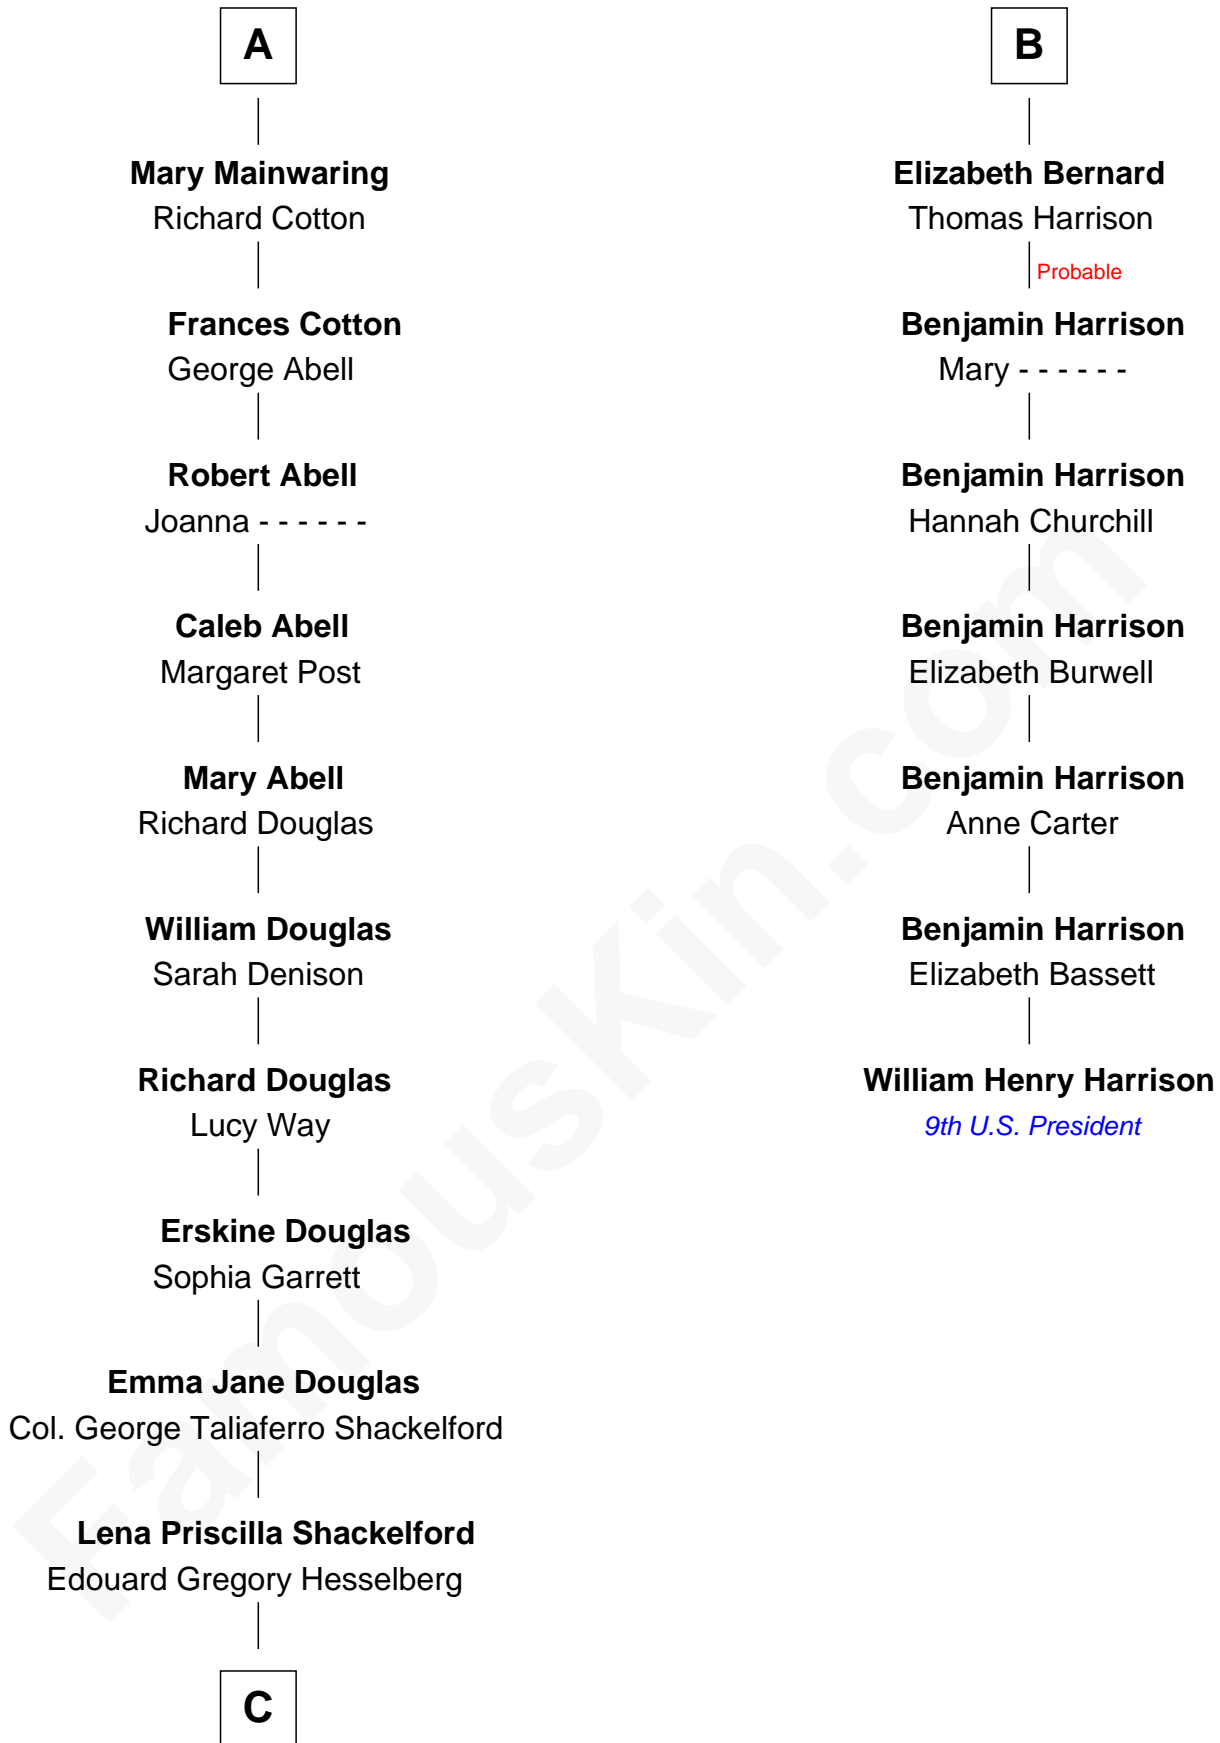 A
Mary Mainwaring
Richard Cotton
Frances Cotton
George Abell
Robert Abell
Joanna - - - - - -
Caleb Abell
Margaret Post
Mary Abell
Richard Douglas
William Douglas
Sarah Denison
Richard Douglas
Lucy Way
Erskine Douglas
Sophia Garrett
Emma Jane Douglas
Col. George Taliaferro Shackelford
Lena Priscilla Shackelford
Edouard Gregory Hesselberg
C
B
Elizabeth Bernard
Thomas Harrison
Probable
Benjamin Harrison
Mary - - - - - -
Benjamin Harrison
Hannah Churchill
Benjamin Harrison
Elizabeth Burwell
Benjamin Harrison
Anne Carter
Benjamin Harrison
Elizabeth Bassett
William Henry Harrison
9th U.S. President
FamousKin.com